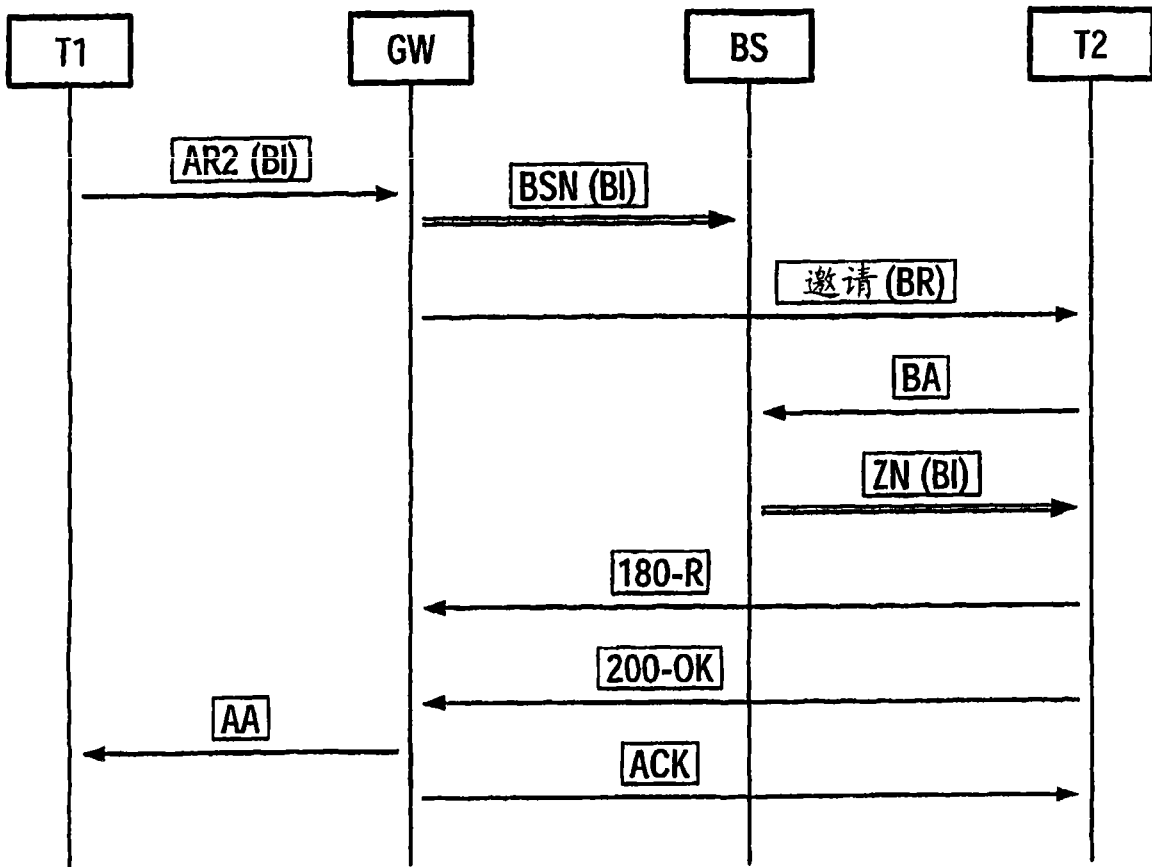 T1 GW BS T2
AR2 (BI)
BSN (BI)
邀请 (BR)
BA
ZN (BI)
180-R
200-OK
AA
ACK